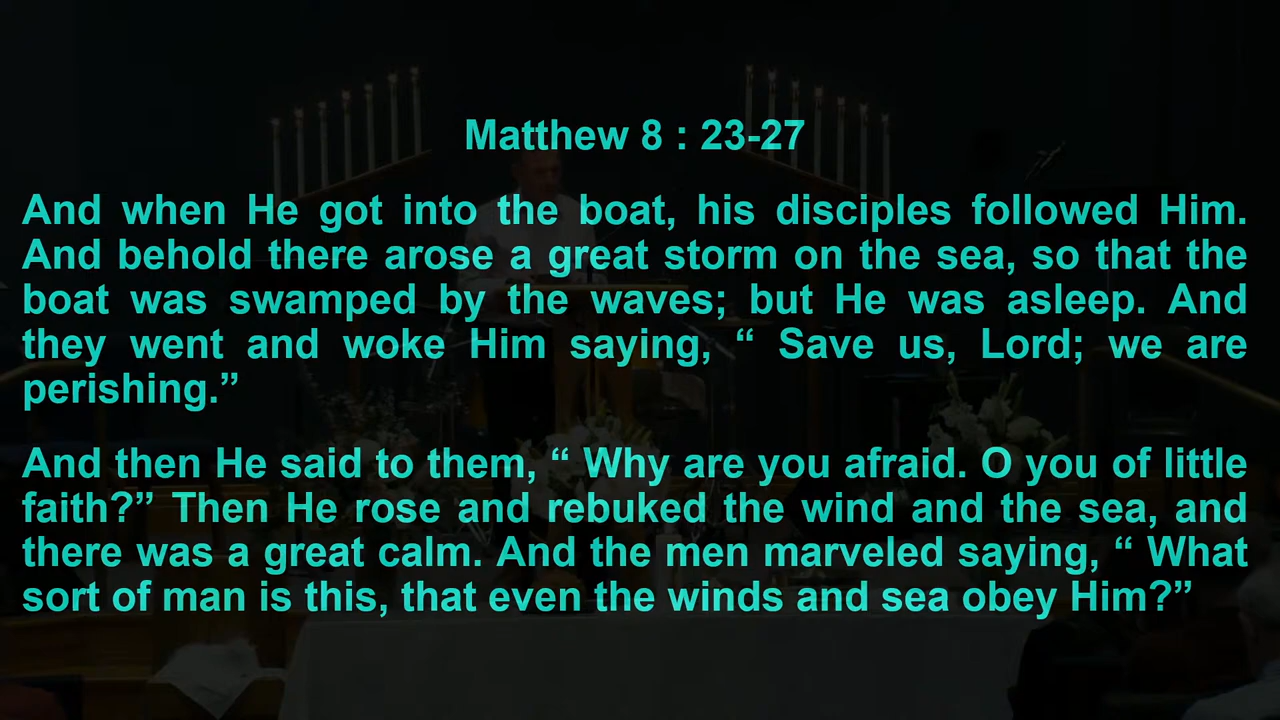 Matthew 8 : 23-27
And when He got into the boat, his disciples followed Him.
And behold there arose a great storm on the sea, so that the
boat was swamped by the waves; but He was asleep. And
they went and woke Him saying, “ Save us, Lord; we are
perishing.”
And then He said to them, “ Why are you afraid. O you of little
faith?” Then He rose and rebuked the wind and the sea, and
there was a great calm. And the men marveled saying, “ What
sort of man is this, that even the winds and sea obey Him?”